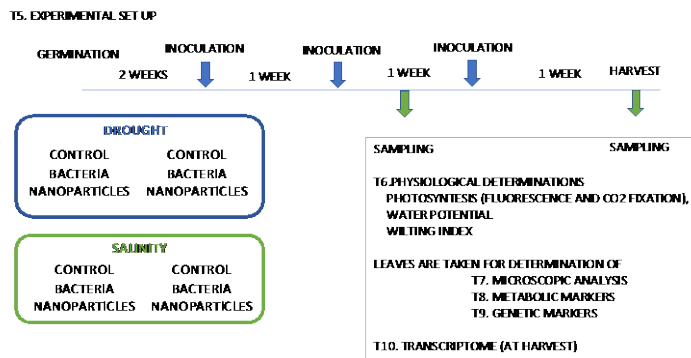 T5. EXPERIMENTAL SET UP
GERMINATION
INOCULATION
INOCULATION
INOCULATION
2 WEEKS
1 WEEK
1 WEEK
1 WEEK
HARVEST
DROUGHT
CONTROL CONTROL
BACTERIA BACTERIA
NANOPARTICLES NANOPARTICLES
SALINITY
CONTROL CONTROL
BACTERIA BACTERIA
NANOPARTICLES NANOPARTICLES
SAMPLING SAMPLING
T6.PHYSIOLOGICAL DETERMINATIONS
PHOTOSYNTESIS (FLUORESCENCE AND CO2 FIXATION),
WATER POTENTIAL
WILTING INDEX
LEAVES ARE TAKEN FOR DETERMINATION OF
T7. MICROSCOPIC ANALYSIS
T8. METABOLIC MARKERS
T9. GENETIC MARKERS
T10. TRANSCRIPTOME (AT HARVEST)